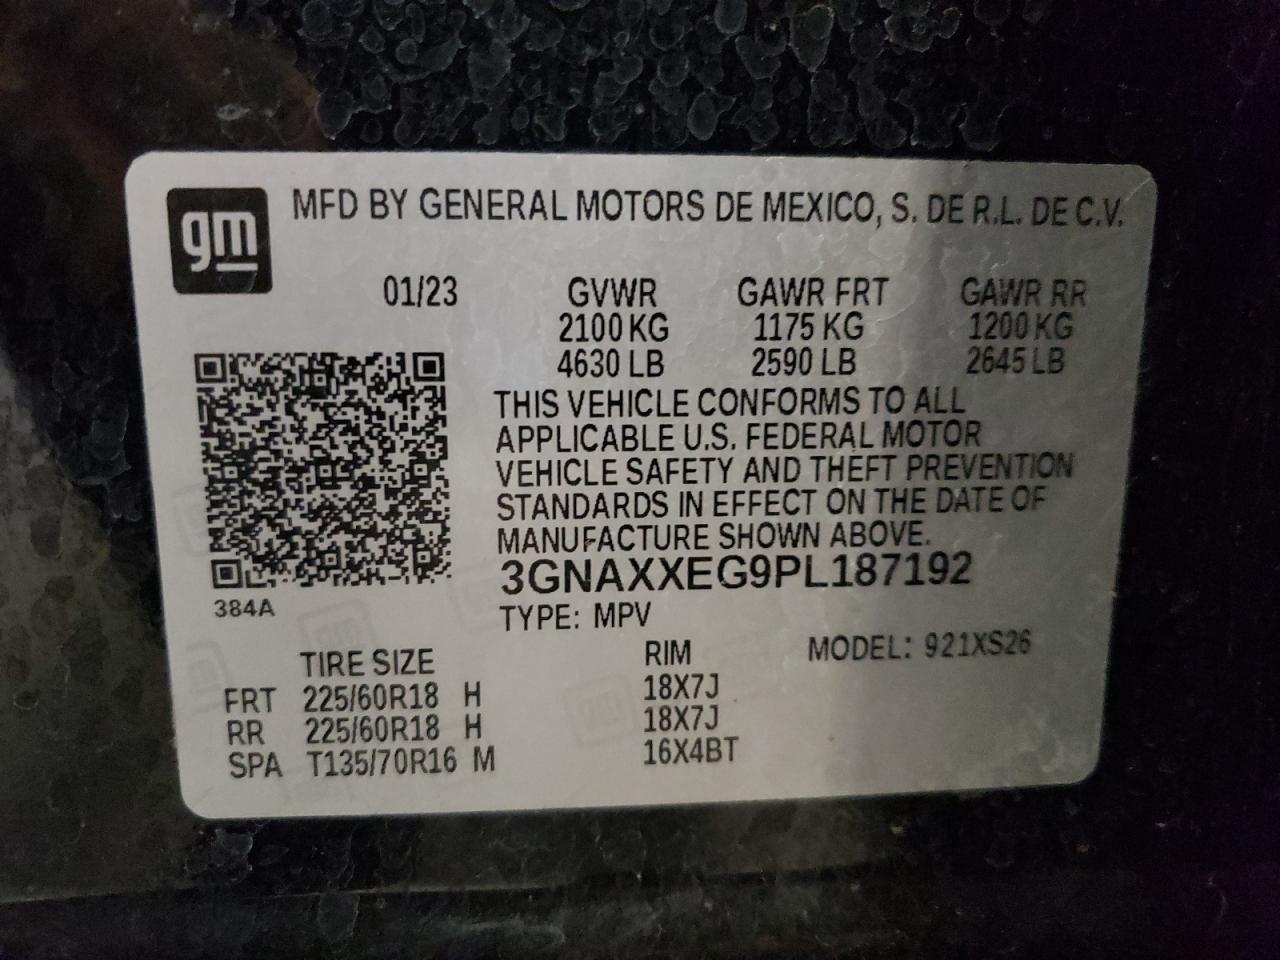 gm
MFD BY GENERAL MOTORS DE MEXICO, S. DE R.L. DE C.V.
01/23 GVWR GAWR FRT GAWR RR
2100 KG 1175 KG 1200 KG
4630 LB 2590 LB 2645 LB
THIS VEHICLE CONFORMS TO ALL
APPLICABLE U.S. FEDERAL MOTOR
VEHICLE SAFETY AND THEFT PREVENTION
STANDARDS IN EFFECT ON THE DATE OF
MANUFACTURE SHOWN ABOVE.
3GNAXXEG9PL187192
384A
TYPE: MPV
TIRE SIZE RIM MODEL: 921XS26
FRT 225/60R18 H 18X7J
RR 225/60R18 H 18X7J
SPA T135/70R16 M 16X4BT